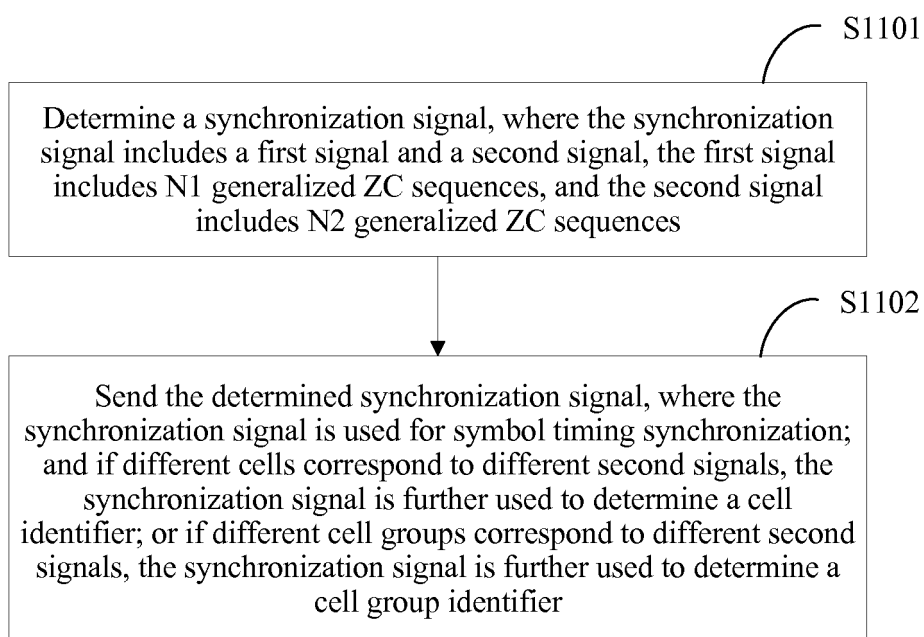 S1101
Determine a synchronization signal, where the synchronization
signal includes a first signal and a second signal, the first signal
includes N1 generalized ZC sequences, and the second signal
includes N2 generalized ZC sequences
S1102
Send the determined synchronization signal, where the
synchronization signal is used for symbol timing synchronization;
and if different cells correspond to different second signals, the
synchronization signal is further used to determine a cell
identifier; or if different cell groups correspond to different second
signals, the synchronization signal is further used to determine a
cell group identifier